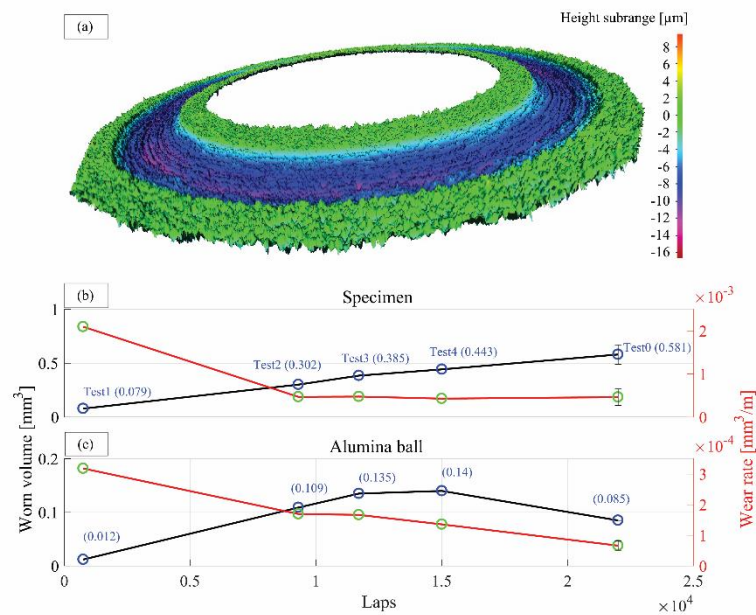 (a)
Height subrange [µm]
8
6
4
2
0
-2
-4
-6
-8
-10
-12
-14
-16
(b)
Specimen
×10⁻³
1
0.5
0
Test1 (0.079)
Test2 (0.302)
Test3 (0.385)
Test4 (0.443)
Test0 (0.581)
2
1
0
Worn volume [mm³]
Wear rate [mm³/m]
(c)
Alumina ball
×10⁻⁴
0.2
0.1
0
(0.012)
(0.109)
(0.135)
(0.14)
(0.085)
3
2
1
0
0 0.5 1 1.5 2 2.5
Laps
×10⁴